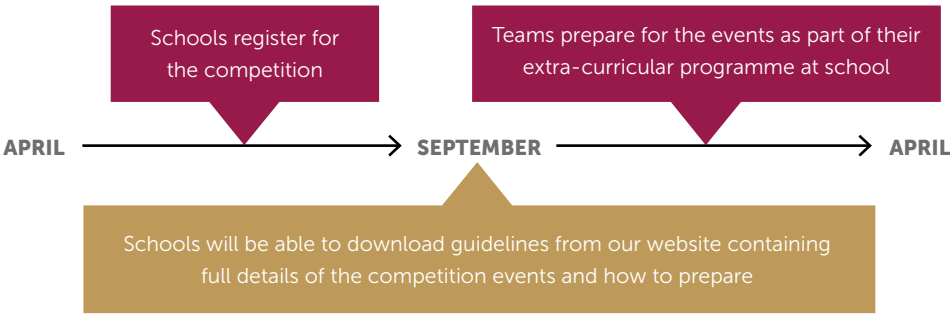 Schools register for
the competition
Teams prepare for the events as part of their
extra-curricular programme at school
APRIL
SEPTEMBER
APRIL
Schools will be able to download guidelines from our website containing
full details of the competition events and how to prepare